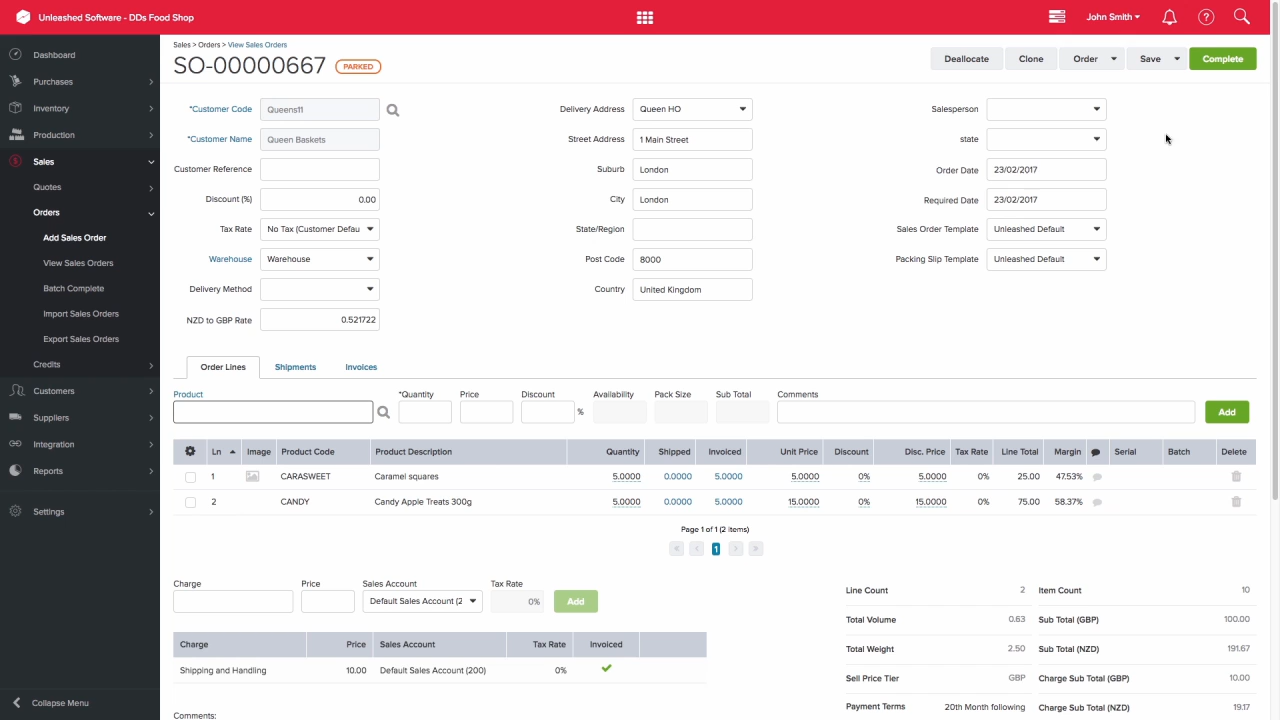 Unleashed Software - DDs Food Shop
John Smith
?
Dashboard
Purchases
Inventory
Production
Sales
Quotes
Orders
Add Sales Order
View Sales Orders
Batch Complete
Import Sales Orders
Export Sales Orders
Credits
Customers
Suppliers
Integration
Reports
Settings
Collapse Menu
Sales > Orders > View Sales Orders
SO-00000667 PARKED
Deallocate Clone Order Save Complete
*Customer Code Queens11
*Customer Name Queen Baskets
Customer Reference
Discount (%) 0.00
Tax Rate No Tax (Customer Defau
Warehouse Warehouse
Delivery Method
NZD to GBP Rate 0.521722
Delivery Address Queen HO
Street Address 1 Main Street
Suburb London
City London
State/Region
Post Code 8000
Country United Kingdom
Salesperson
state
Order Date 23/02/2017
Required Date 23/02/2017
Sales Order Template Unleashed Default
Packing Slip Template Unleashed Default
Order Lines Shipments Invoices
Product *Quantity Price Discount Availability Pack Size Sub Total Comments
% Add
Ln Image Product Code Product Description Quantity Shipped Invoiced Unit Price Discount Disc. Price Tax Rate Line Total Margin Serial Batch Delete
1 CARASWEET Caramel squares 5.0000 0.0000 5.0000 5.0000 0% 5.0000 0% 25.00 47.53%
2 CANDY Candy Apple Treats 300g 5.0000 0.0000 5.0000 15.0000 0% 15.0000 0% 75.00 58.37%
Page 1 of 1 (2 items)
« ‹ 1 › »
Charge Price Sales Account Tax Rate
Default Sales Account (2 0% Add
Charge Price Sales Account Tax Rate Invoiced
Shipping and Handling 10.00 Default Sales Account (200) 0%
Comments:
Line Count 2 Item Count 10
Total Volume 0.63 Sub Total (GBP) 100.00
Total Weight 2.50 Sub Total (NZD) 191.67
Sell Price Tier GBP Charge Sub Total (GBP) 10.00
Payment Terms 20th Month following Charge Sub Total (NZD) 19.17